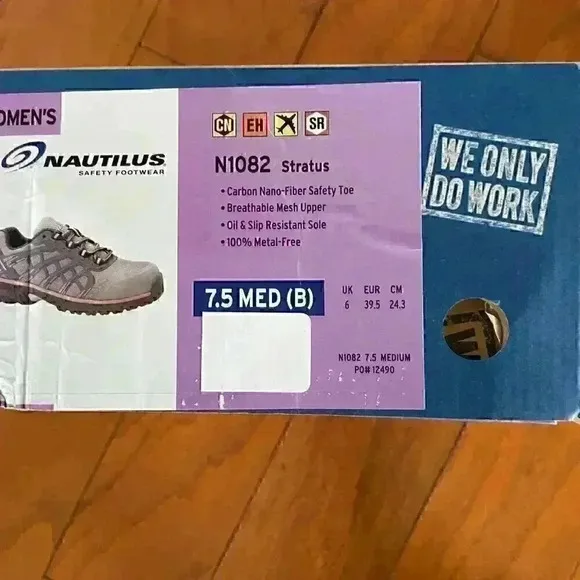 OMEN'S
NAUTILUS
SAFETY FOOTWEAR
CN EH SR
N1082 Stratus
• Carbon Nano-Fiber Safety Toe
• Breathable Mesh Upper
• Oil & Slip Resistant Sole
• 100% Metal-Free
7.5 MED (B)
UK EUR CM
6 39.5 24.3
N1082 7.5 MEDIUM
PO# 1Z490
WE ONLY
DO WORK